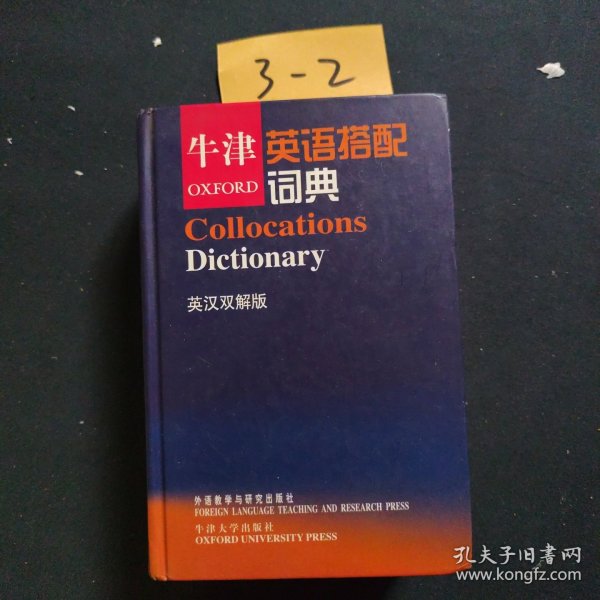 3-2
牛津
OXFORD
英语搭配
词典
Collocations
Dictionary
英汉双解版
外语教学与研究出版社
FOREIGN LANGUAGE TEACHING AND RESEARCH PRESS
牛津大学出版社
OXFORD UNIVERSITY PRESS
孔夫子旧书网
www.kongfz.com